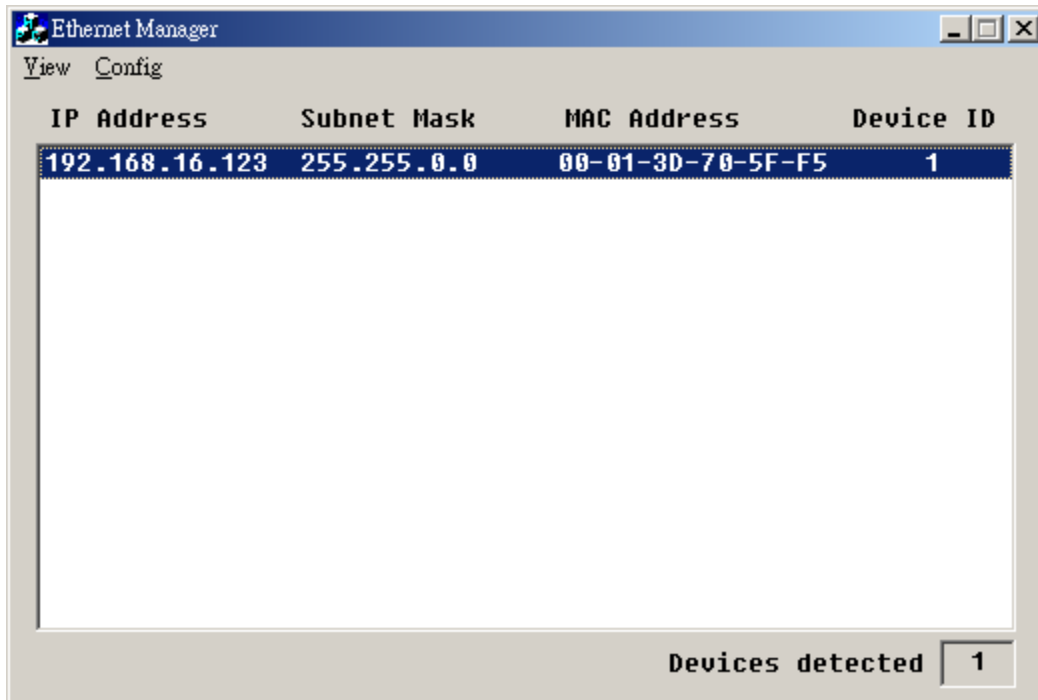 Ethernet Manager
View Config
IP Address Subnet Mask MAC Address Device ID
192.168.16.123 255.255.0.0 00-01-3D-70-5F-F5 1
Devices detected 1